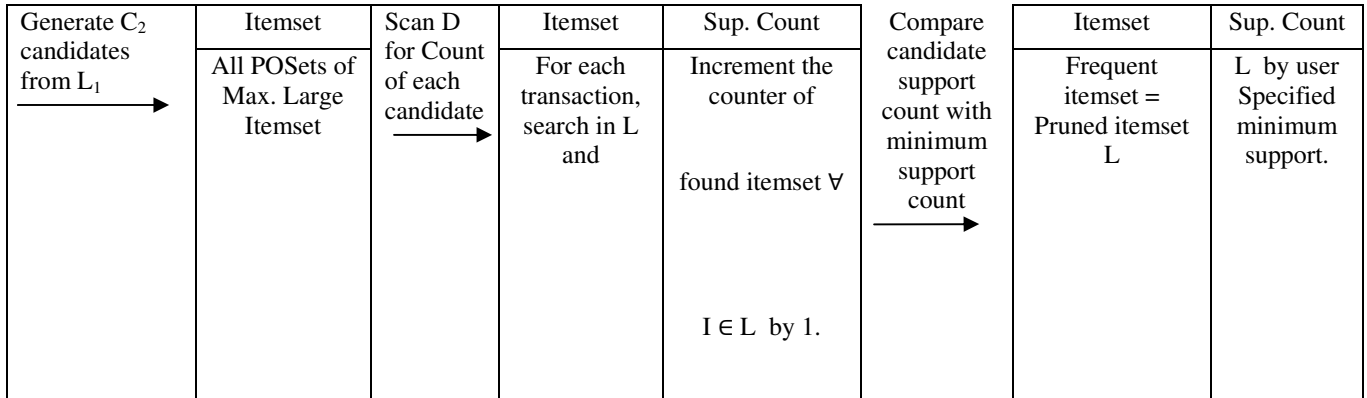 Generate C₂
candidates
from L₁
Itemset
All POSets of
Max. Large
Itemset
Scan D
for Count
of each
candidate
Itemset
For each
transaction,
search in L
and
Sup. Count
Increment the
counter of
found itemset ∀
I ∈ L by 1.
Compare
candidate
support
count with
minimum
support
count
Itemset
Frequent
itemset =
Pruned itemset
L
Sup. Count
L by user
Specified
minimum
support.